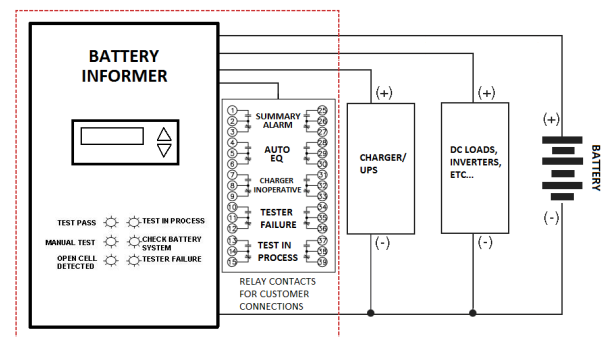 BATTERY
INFORMER
TEST PASS
TEST IN PROCESS
MANUAL TEST
CHECK BATTERY
SYSTEM
OPEN CELL
DETECTED
TESTER FAILURE
1
2
3
SUMMARY
ALARM
25
26
27
4
5
6
AUTO
EQ
28
29
30
7
8
9
CHARGER
INOPERATIVE
31
32
33
10
11
12
TESTER
FAILURE
34
35
36
13
14
15
TEST IN
PROCESS
37
38
39
RELAY CONTACTS
FOR CUSTOMER
CONNECTIONS
(+)
CHARGER/
UPS
(-)
(+)
DC LOADS,
INVERTERS,
ETC...
(-)
(+)
BATTERY
(-)